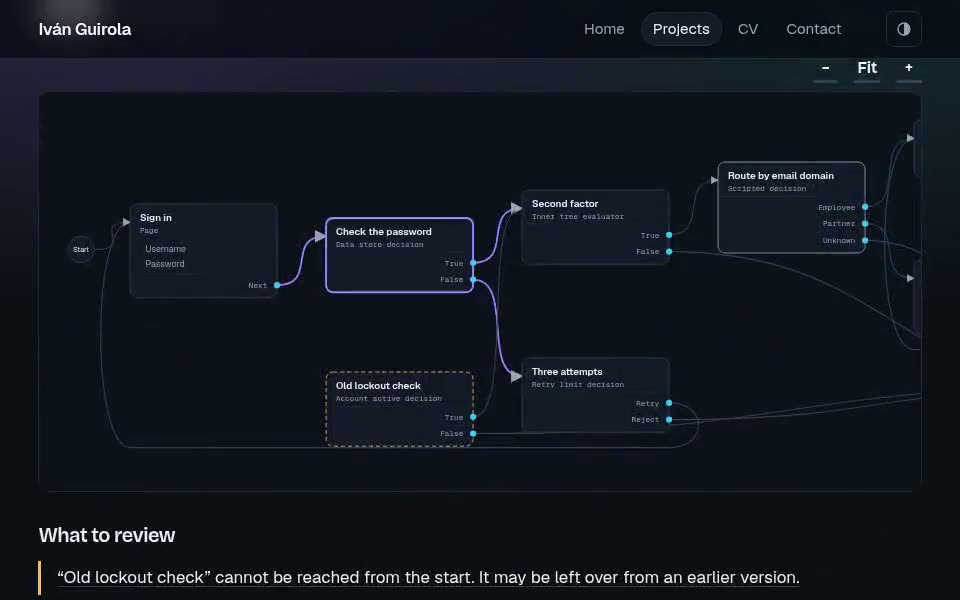 Iván Guirola
Home
Projects
CV
Contact
− Fit +
Start
Sign in
Page
Username
Password
Next
Check the password
Data store decision
True
False
Second factor
Inner tree evaluator
True
False
Route by email domain
Scripted decision
Employee
Partner
Unknown
Old lockout check
Account active decision
True
False
Three attempts
Retry limit decision
Retry
Reject
What to review
“Old lockout check” cannot be reached from the start. It may be left over from an earlier version.